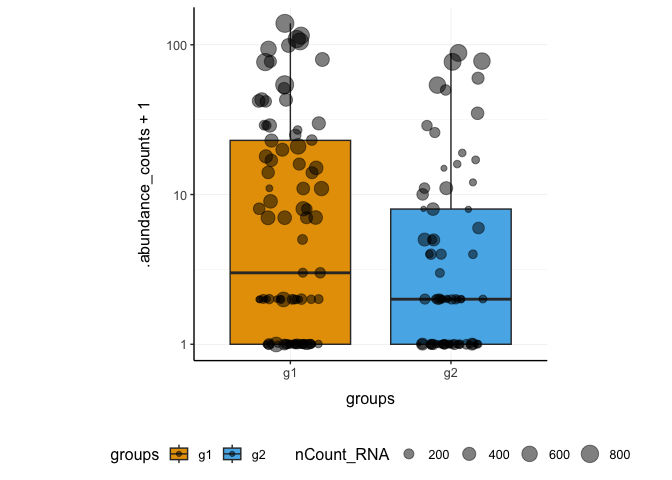 100
10
1
.abundance_counts + 1
g1 g2
groups
groups g1 g2 nCount_RNA 200 400 600 800